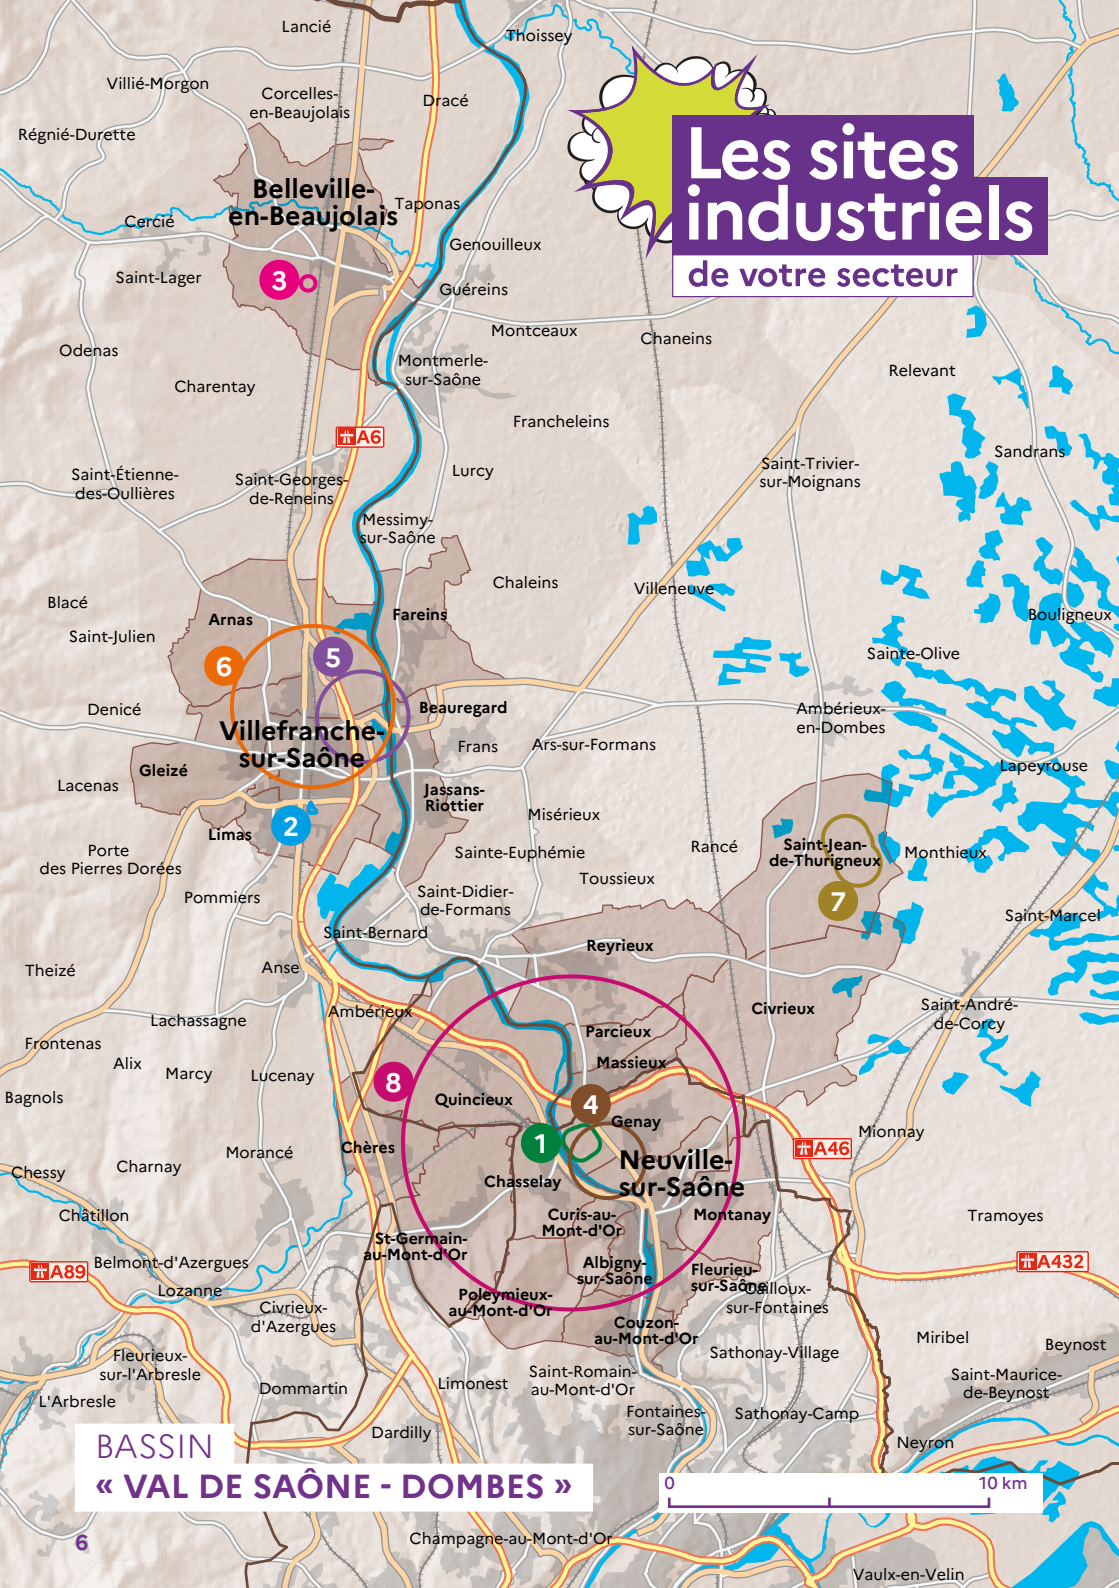 Lancié
Thoissey
Villié-Morgon
Corcelles-
en-Beaujolais
Dracé
Régnié-Durette
Les sites
industriels
de votre secteur
Belleville-
en-Beaujolais
Taponas
Cercié
Genouilleux
Saint-Lager
3
Guéreins
Montceaux
Chaneins
Odenas
Montmerle-
sur-Saône
Relevant
Charentay
Francheleins
A6
Sandrans
Saint-Étienne-
des-Oullières
Saint-Georges-
de-Reneins
Lurcy
Saint-Trivier-
sur-Moignans
Messimy-
sur-Saône
Chaleins
Villeneuve
Blacé
Arnas
Fareins
Bouligneux
Saint-Julien
Sainte-Olive
6
5
Denicé
Beauregard
Ambérieux-
en-Dombes
Villefranche-
sur-Saône
Frans
Ars-sur-Formans
Gleizé
Lapeyrouse
Lacenas
Jassans-
Riottier
Misérieux
2
Limas
Porte
des Pierres Dorées
Sainte-Euphémie
Rancé
Saint-Jean-
de-Thurigneux
Monthieux
Toussieux
Pommiers
Saint-Didier-
de-Formans
7
Saint-Marcel
Saint-Bernard
Reyrieux
Theizé
Anse
Ambérieux
Civrieux
Saint-André-
de-Corcy
Lachassagne
Parcieux
Frontenas
Alix
Marcy
Lucenay
Massieux
8
Bagnols
Quincieux
4
Genay
1
Mionnay
Chères
A46
Morancé
Charnay
Chessy
Neuville-
sur-Saône
Chasselay
Châtillon
Curis-au-
Mont-d'Or
Montanay
Tramoyes
St-Germain-
au-Mont-d'Or
A89
Belmont-d'Azergues
Albigny-
sur-Saône
Fleurieu-
sur-Saône
A432
Lozanne
Poleymieux-
au-Mont-d'Or
Cailloux-
sur-Fontaines
Civrieux-
d'Azergues
Couzon-
au-Mont-d'Or
Miribel
Beynost
Sathonay-Village
Fleurieux-
sur-l'Arbresle
Dommartin
Limonest
Saint-Romain-
au-Mont-d'Or
Saint-Maurice-
de-Beynost
L'Arbresle
Fontaines-
sur-Saône
Sathonay-Camp
Dardilly
Neyron
BASSIN
« VAL DE SAÔNE - DOMBES »
0
10 km
6
Champagne-au-Mont-d'Or
Vaulx-en-Velin